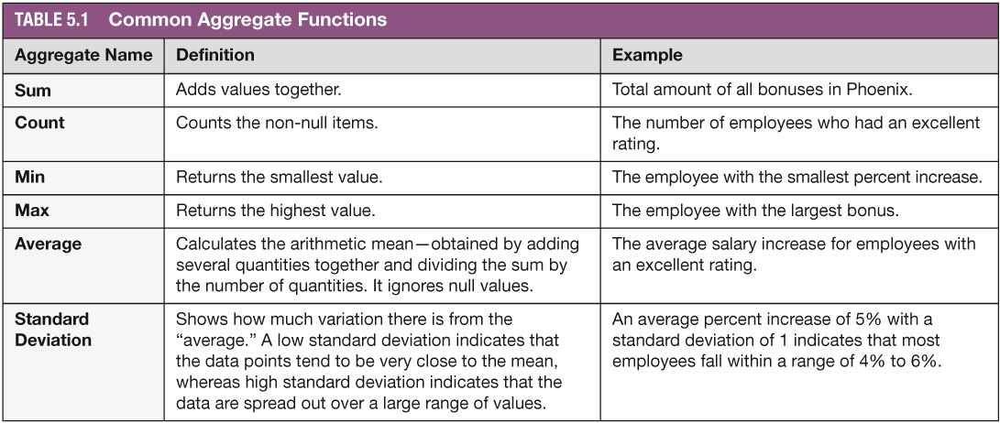 TABLE 5.1 Common Aggregate Functions
Aggregate Name Definition Example
Sum Adds values together. Total amount of all bonuses in Phoenix.
Count Counts the non-null items. The number of employees who had an excellent
rating.
Min Returns the smallest value. The employee with the smallest percent increase.
Max Returns the highest value. The employee with the largest bonus.
Average Calculates the arithmetic mean—obtained by adding The average salary increase for employees with
several quantities together and dividing the sum by an excellent rating.
the number of quantities. It ignores null values.
Standard Shows how much variation there is from the An average percent increase of 5% with a
Deviation “average.” A low standard deviation indicates that standard deviation of 1 indicates that most
the data points tend to be very close to the mean, employees fall within a range of 4% to 6%.
whereas high standard deviation indicates that the
data are spread out over a large range of values.